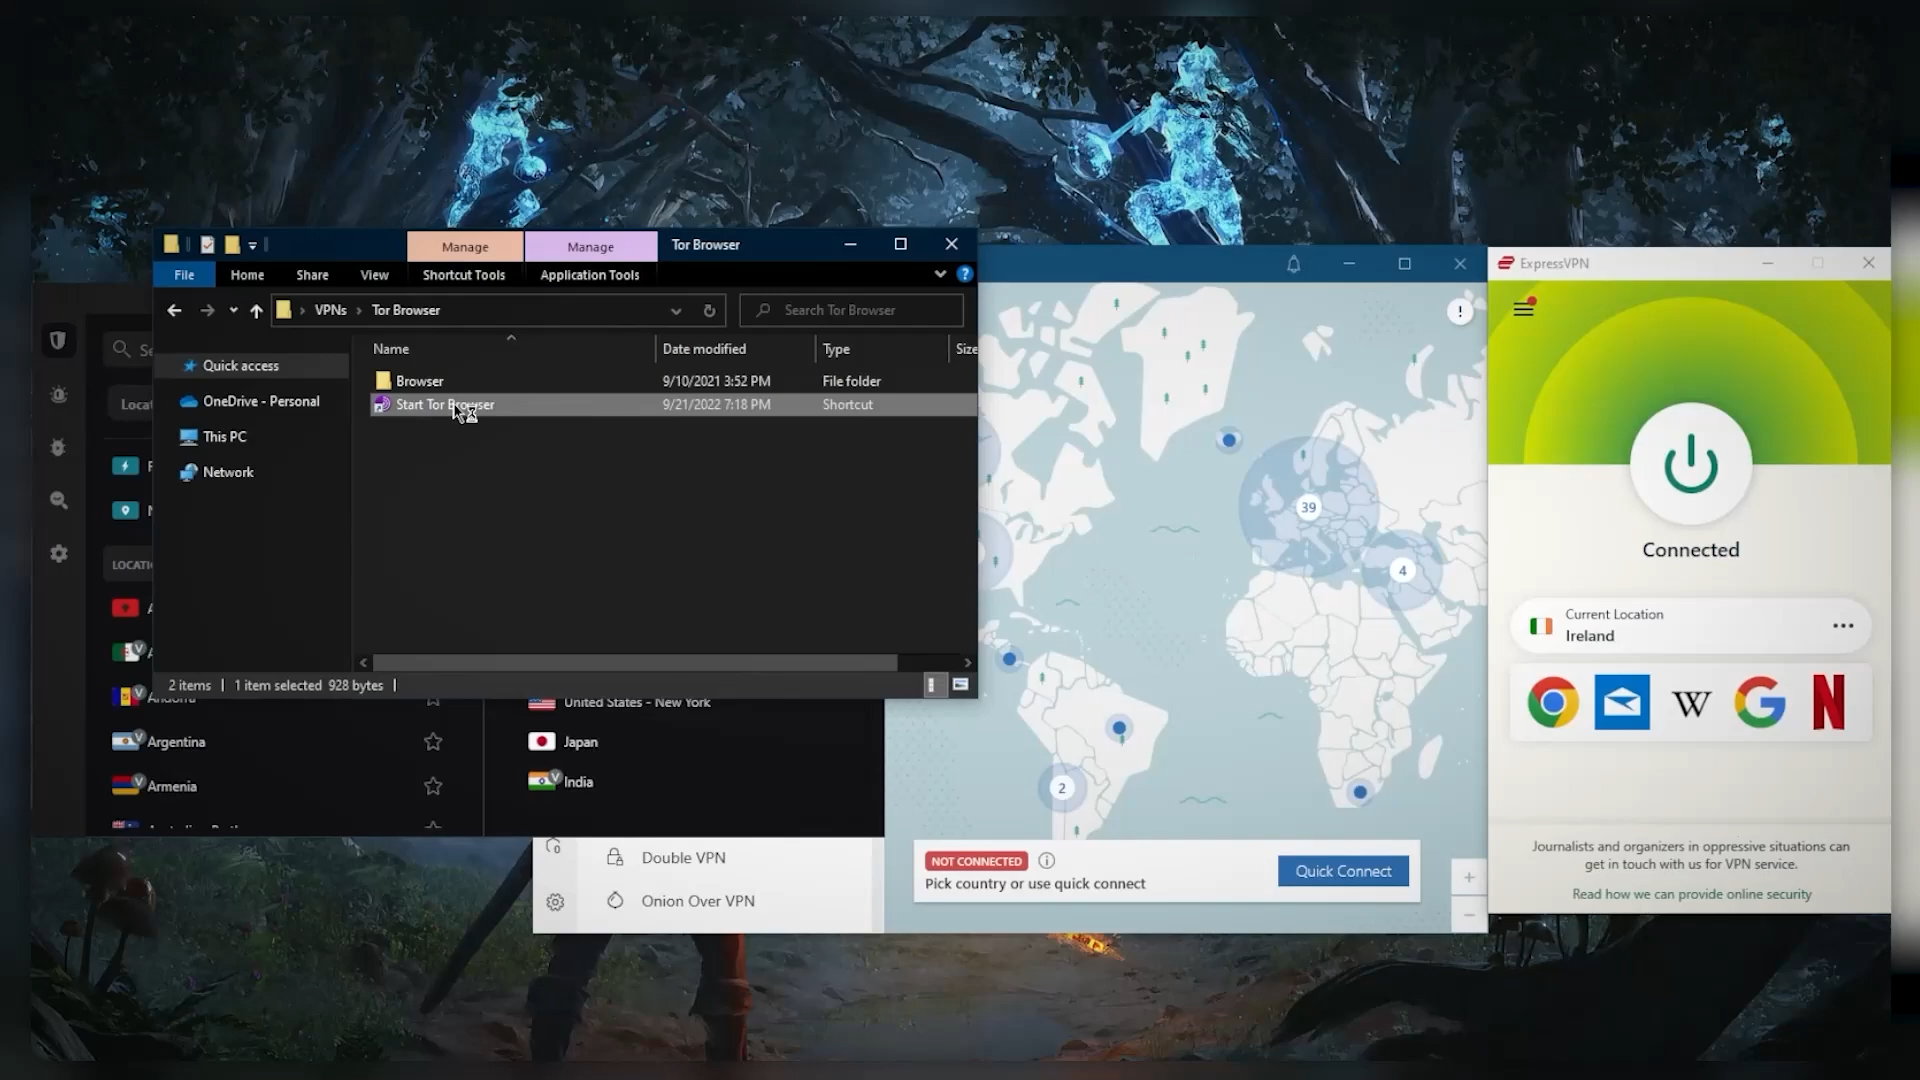 Manage
Manage
Tor Browser
File
Home
Share
View
Shortcut Tools
Application Tools
?
VPNs
Tor Browser
Search Tor Browser
Name
Date modified
Type
Size
Quick access
OneDrive - Personal
This PC
Network
Browser
9/10/2021 3:52 PM
File folder
Start Tor Browser
9/21/2022 7:18 PM
Shortcut
2 items
1 item selected 928 bytes
Se
Locat
LOCATI
Argentina
Armenia
United States - New York
Japan
India
Double VPN
Onion Over VPN
!
39
4
2
NOT CONNECTED
Pick country or use quick connect
Quick Connect
+
−
ExpressVPN
Connected
Current Location
Ireland
W
G
N
Journalists and organizers in oppressive situations can
get in touch with us for VPN service.
Read how we can provide online security